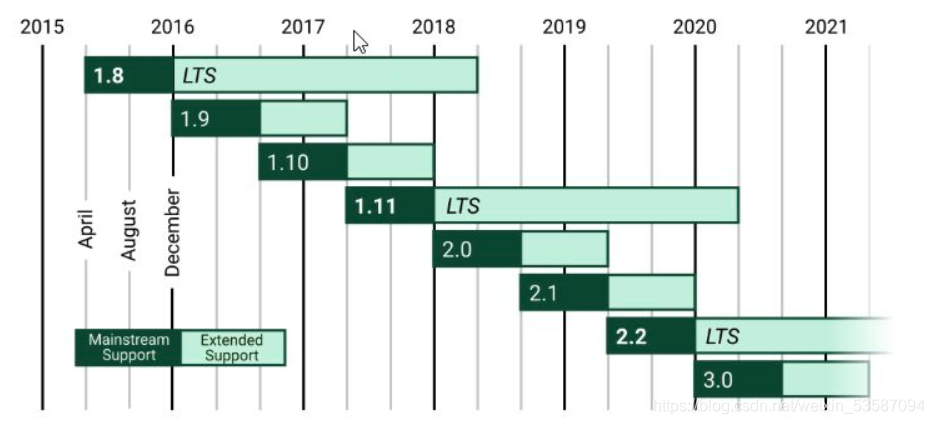 2015 2016 2017 2018 2019 2020 2021
1.8 LTS
1.9
1.10
1.11 LTS
2.0
2.1
2.2 LTS
3.0
April
August
December
Mainstream
Support
Extended
Support
https://blog.csdn.net/weixin_53587094